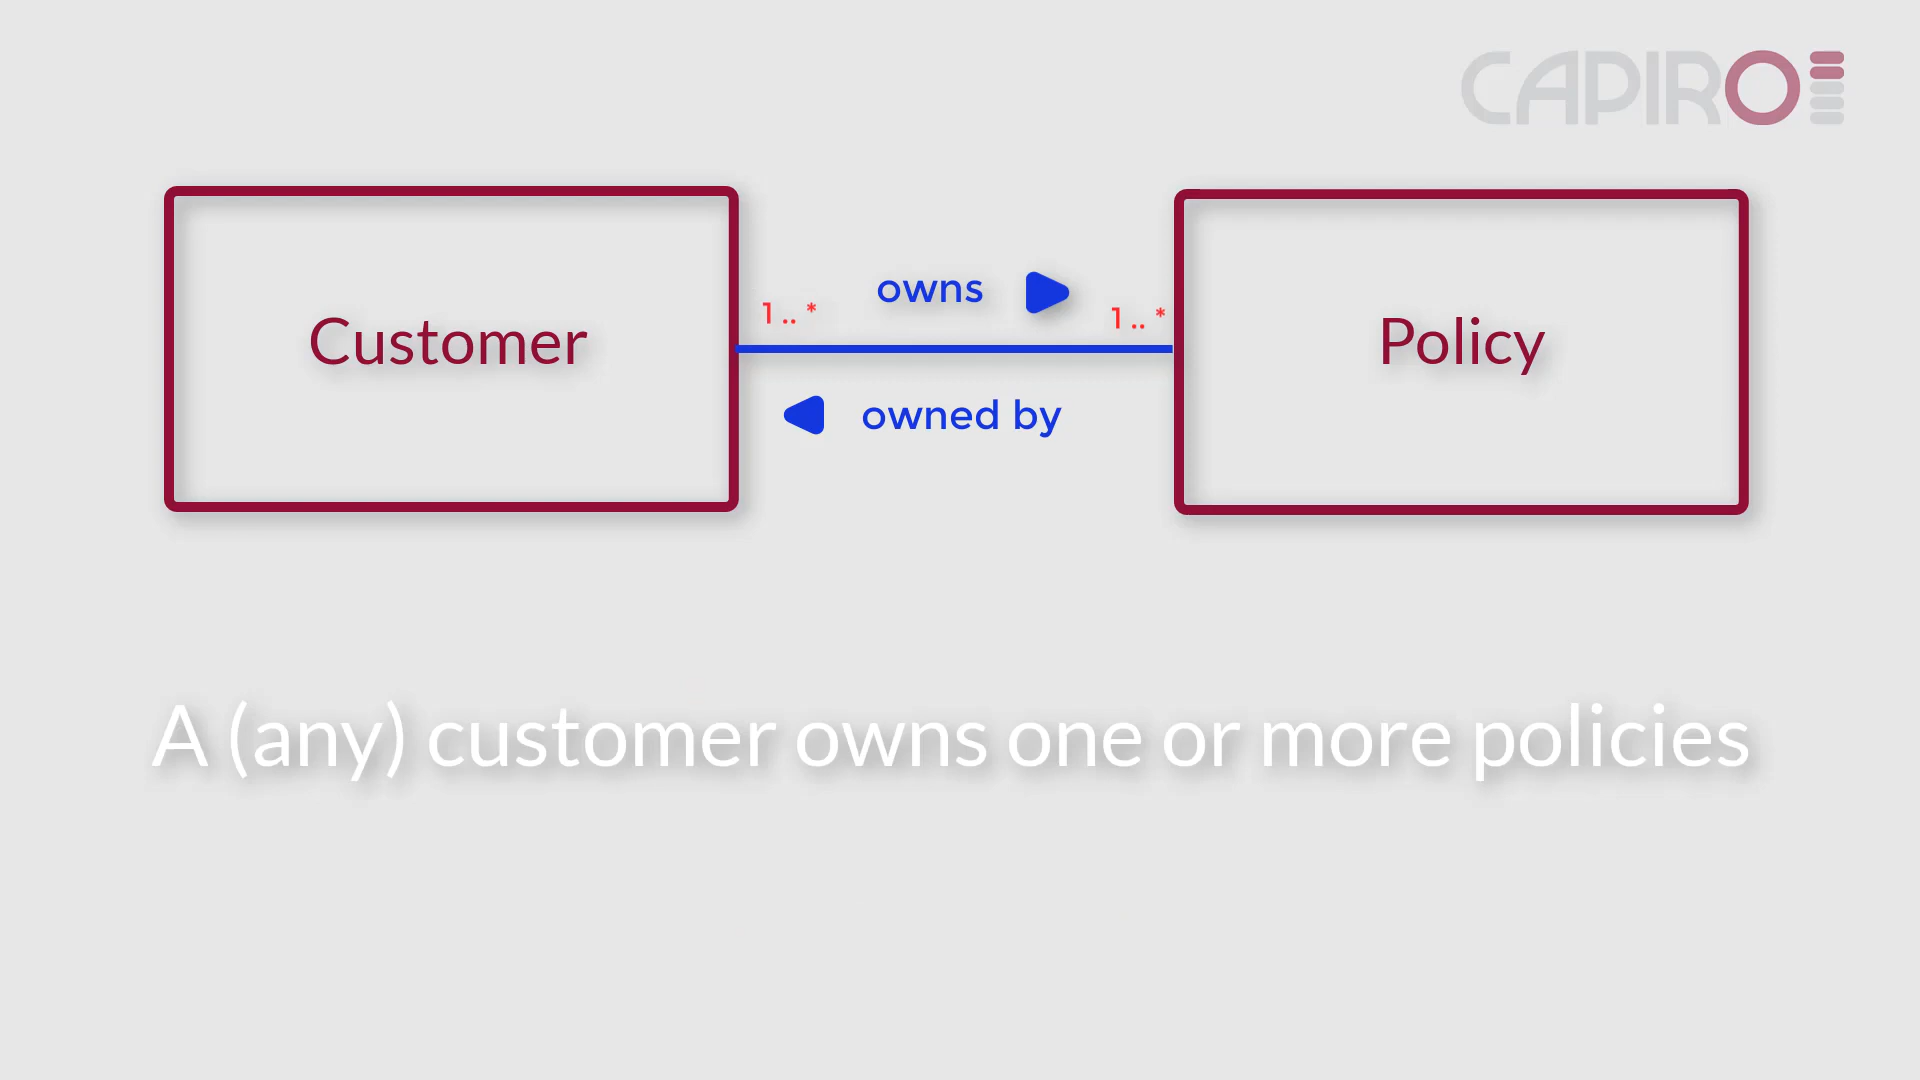 CAPIRO
owns
1 .. *
1 .. *
Customer
Policy
owned by
A (any) customer owns one or more policies